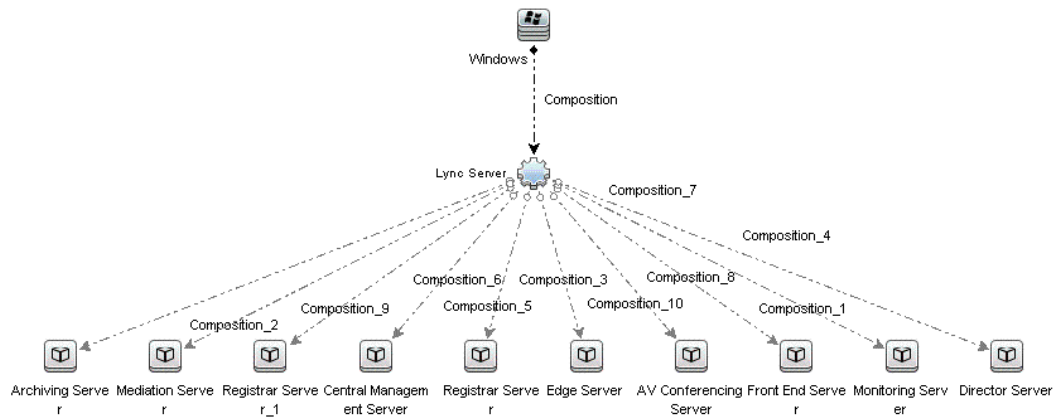 Windows
Composition
Lync Server
Composition_7
Composition_4
Composition_6
Composition_3
Composition_8
Composition_9
Composition_5
Composition_10
Composition_1
Composition_2
Archiving Serve
r
Mediation Serve
r
Registrar Serve
r_1
Central Managem
ent Server
Registrar Serve
r
Edge Server
AV Conferencing
Server
Front End Serve
r
Monitoring Serv
er
Director Server